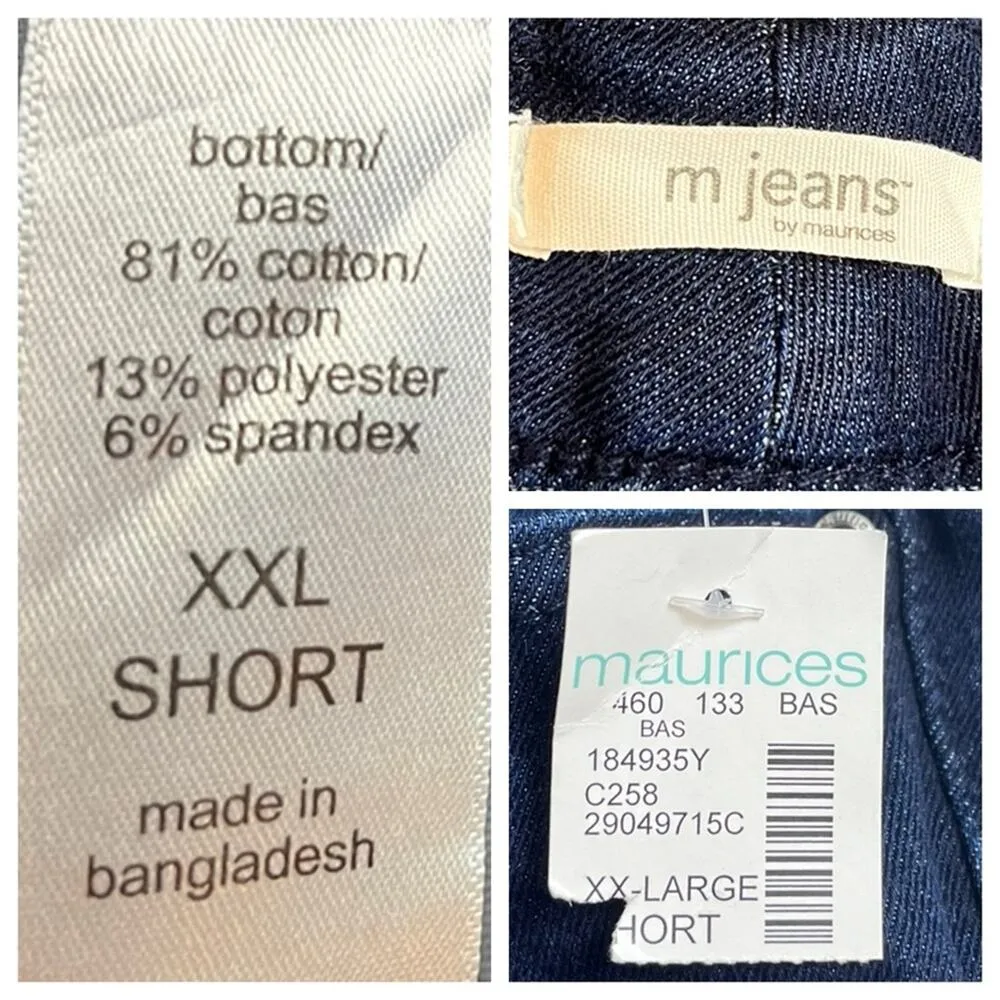 bottom/
bas
81% cotton/
coton
13% polyester
6% spandex
XXL
SHORT
made in
bangladesh
m jeans™
by maurices
maurices
460 133 BAS
BAS
184935Y
C258
29049715C
XX-LARGE
HORT